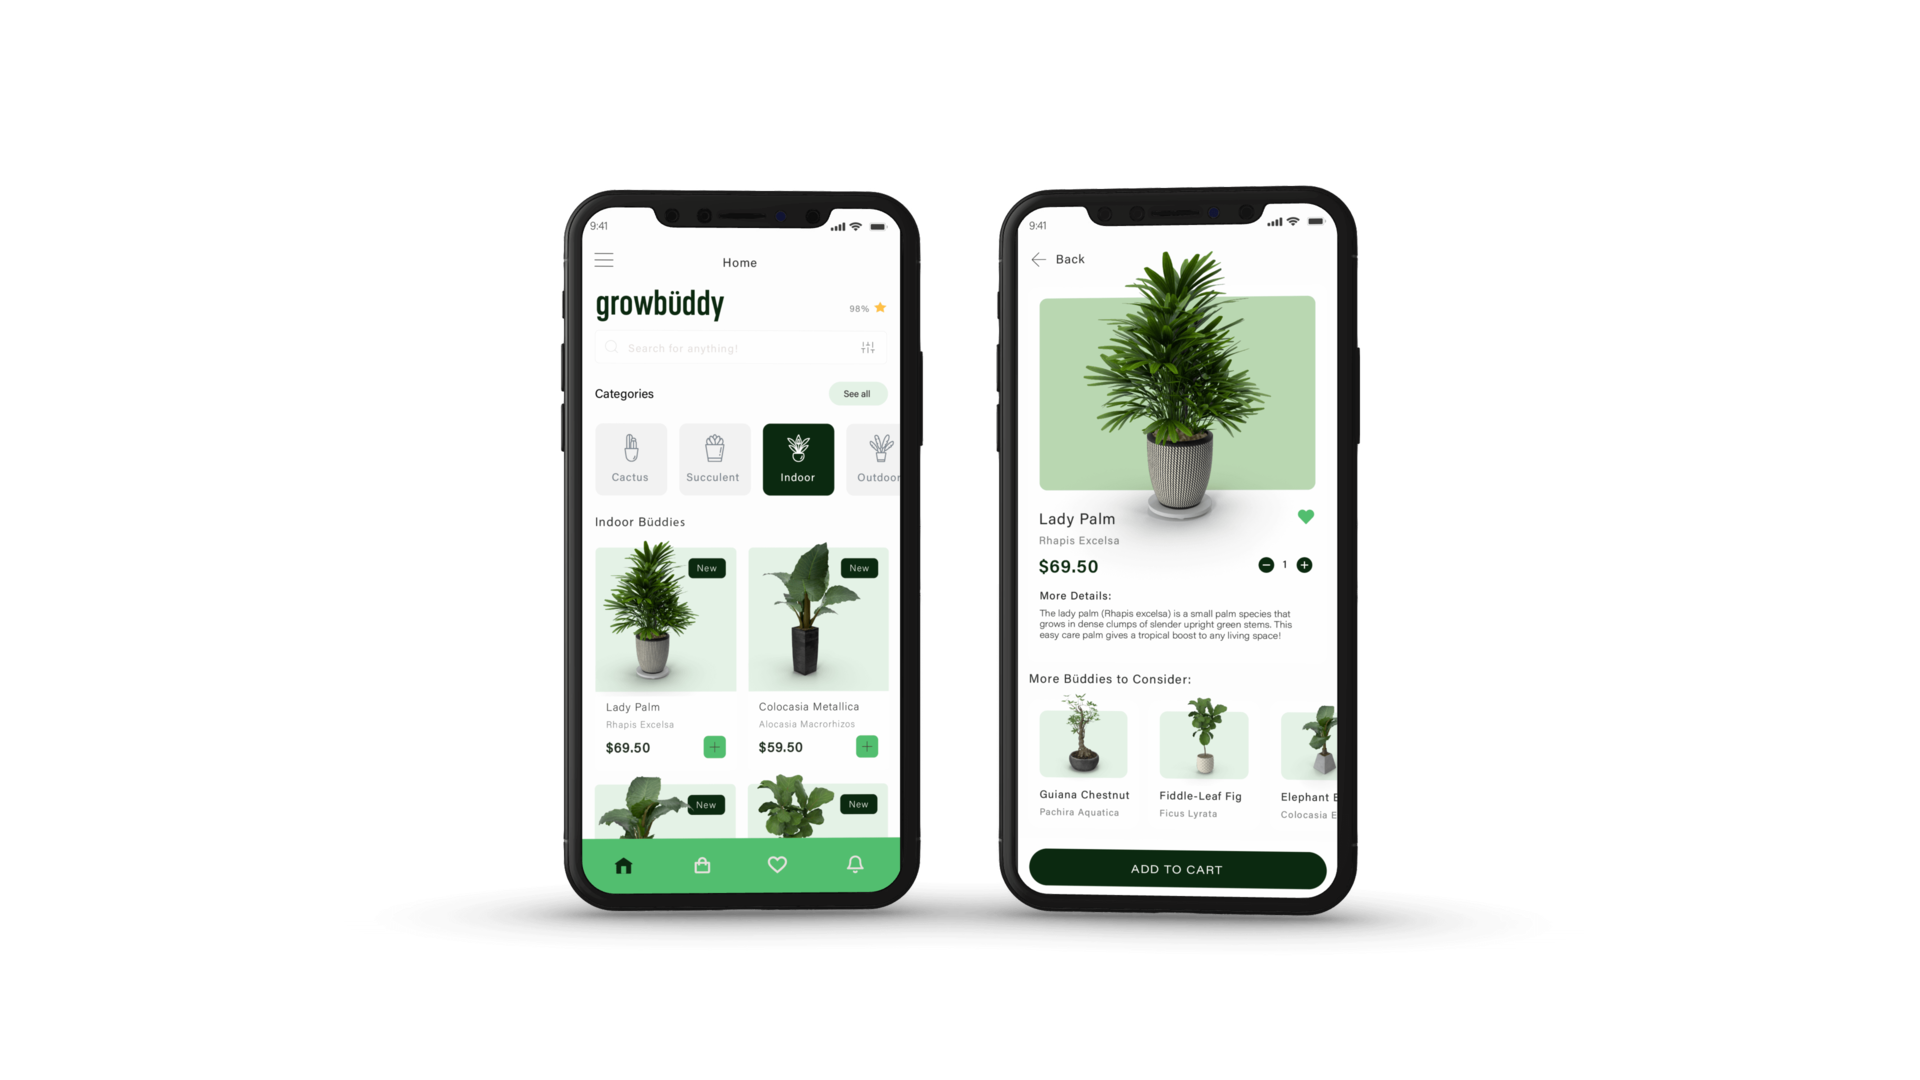 9:41
Home
growbüddy
98%
Search for anything!
Categories
See all
Cactus
Succulent
Indoor
Outdoor
Indoor Büddies
New
New
Lady Palm
Rhapis Excelsa
$69.50
Colocasia Metallica
Alocasia Macrorhizos
$59.50
New
New
9:41
Back
Lady Palm
Rhapis Excelsa
$69.50
1
More Details:
The lady palm (Rhapis excelsa) is a small palm species that
grows in dense clumps of slender upright green stems. This
easy care palm gives a tropical boost to any living space!
More Büddies to Consider:
Guiana Chestnut
Pachira Aquatica
Fiddle-Leaf Fig
Ficus Lyrata
Elephant
Colocasia
ADD TO CART